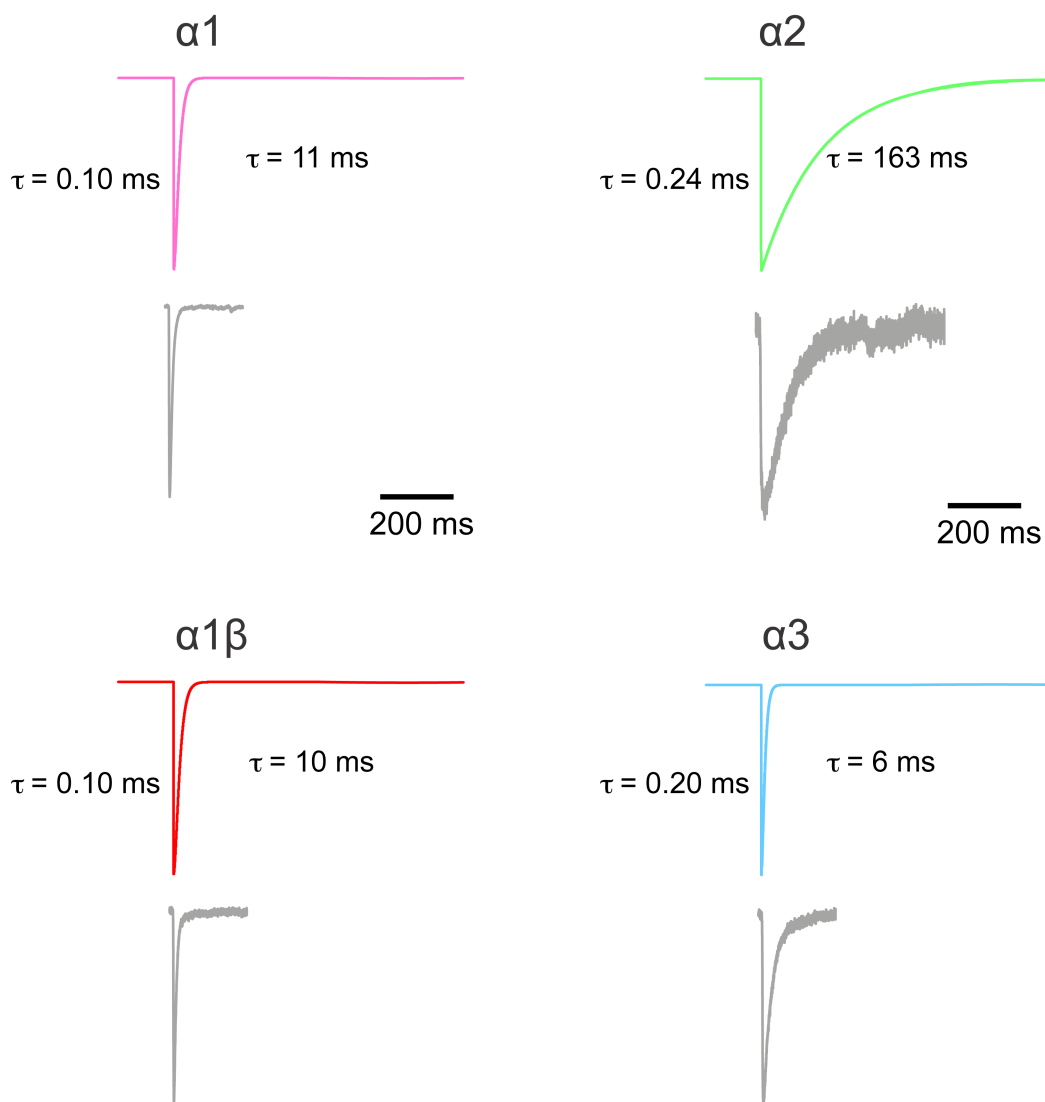 α1
τ = 0.10 ms
τ = 11 ms
200 ms
α2
τ = 0.24 ms
τ = 163 ms
200 ms
α1β
τ = 0.10 ms
τ = 10 ms
α3
τ = 0.20 ms
τ = 6 ms